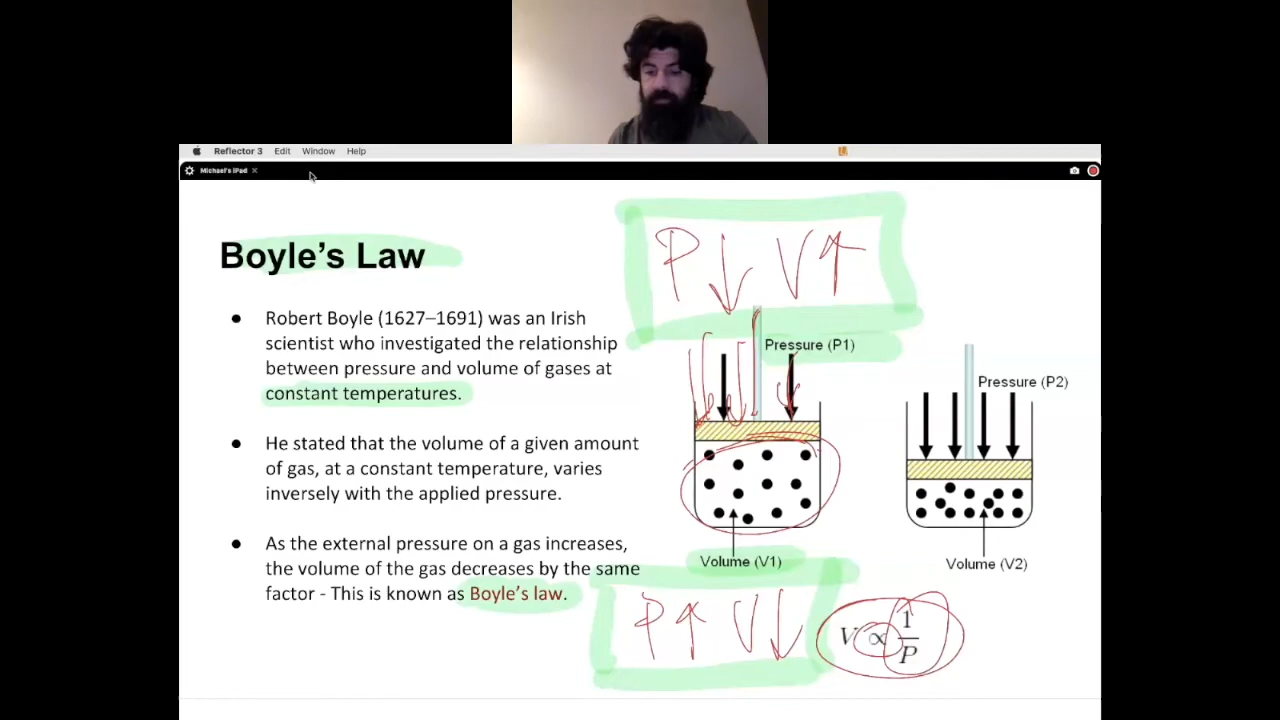 Reflector 3 Edit Window Help
Michael's iPad
Boyle's Law
P ↓ V ↑
● Robert Boyle (1627–1691) was an Irish
scientist who investigated the relationship
between pressure and volume of gases at
constant temperatures.
● He stated that the volume of a given amount
of gas, at a constant temperature, varies
inversely with the applied pressure.
● As the external pressure on a gas increases,
the volume of the gas decreases by the same
factor - This is known as Boyle's law.
Pressure (P1)
Volume (V1)
Pressure (P2)
Volume (V2)
P ↑ V ↓
V ∝ 1/P